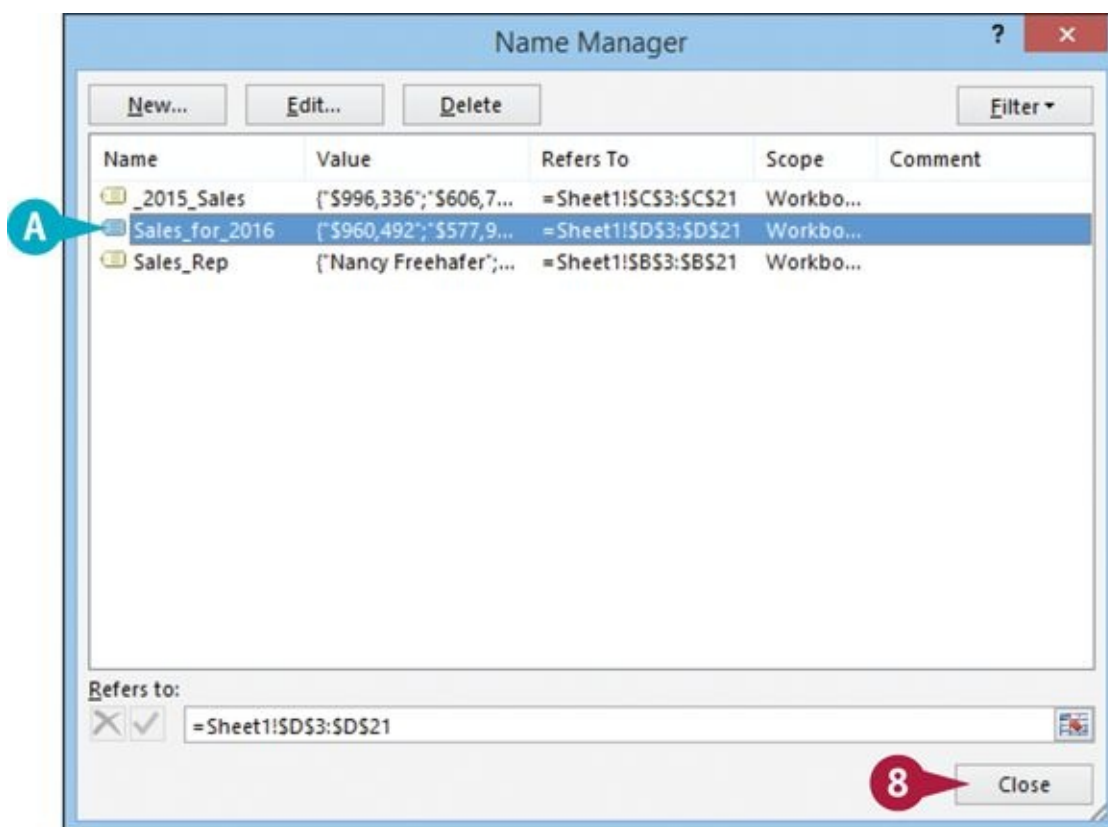 Name Manager
? ×
New... Edit... Delete Filter
Name Value Refers To Scope Comment
_2015_Sales {"$996,336";"$606,7... =Sheet1!$C$3:$C$21 Workbo...
A Sales_for_2016 {"$960,492";"$577,9... =Sheet1!$D$3:$D$21 Workbo...
Sales_Rep {"Nancy Freehafer";... =Sheet1!$B$3:$B$21 Workbo...
Refers to:
=Sheet1!$D$3:$D$21
8 Close